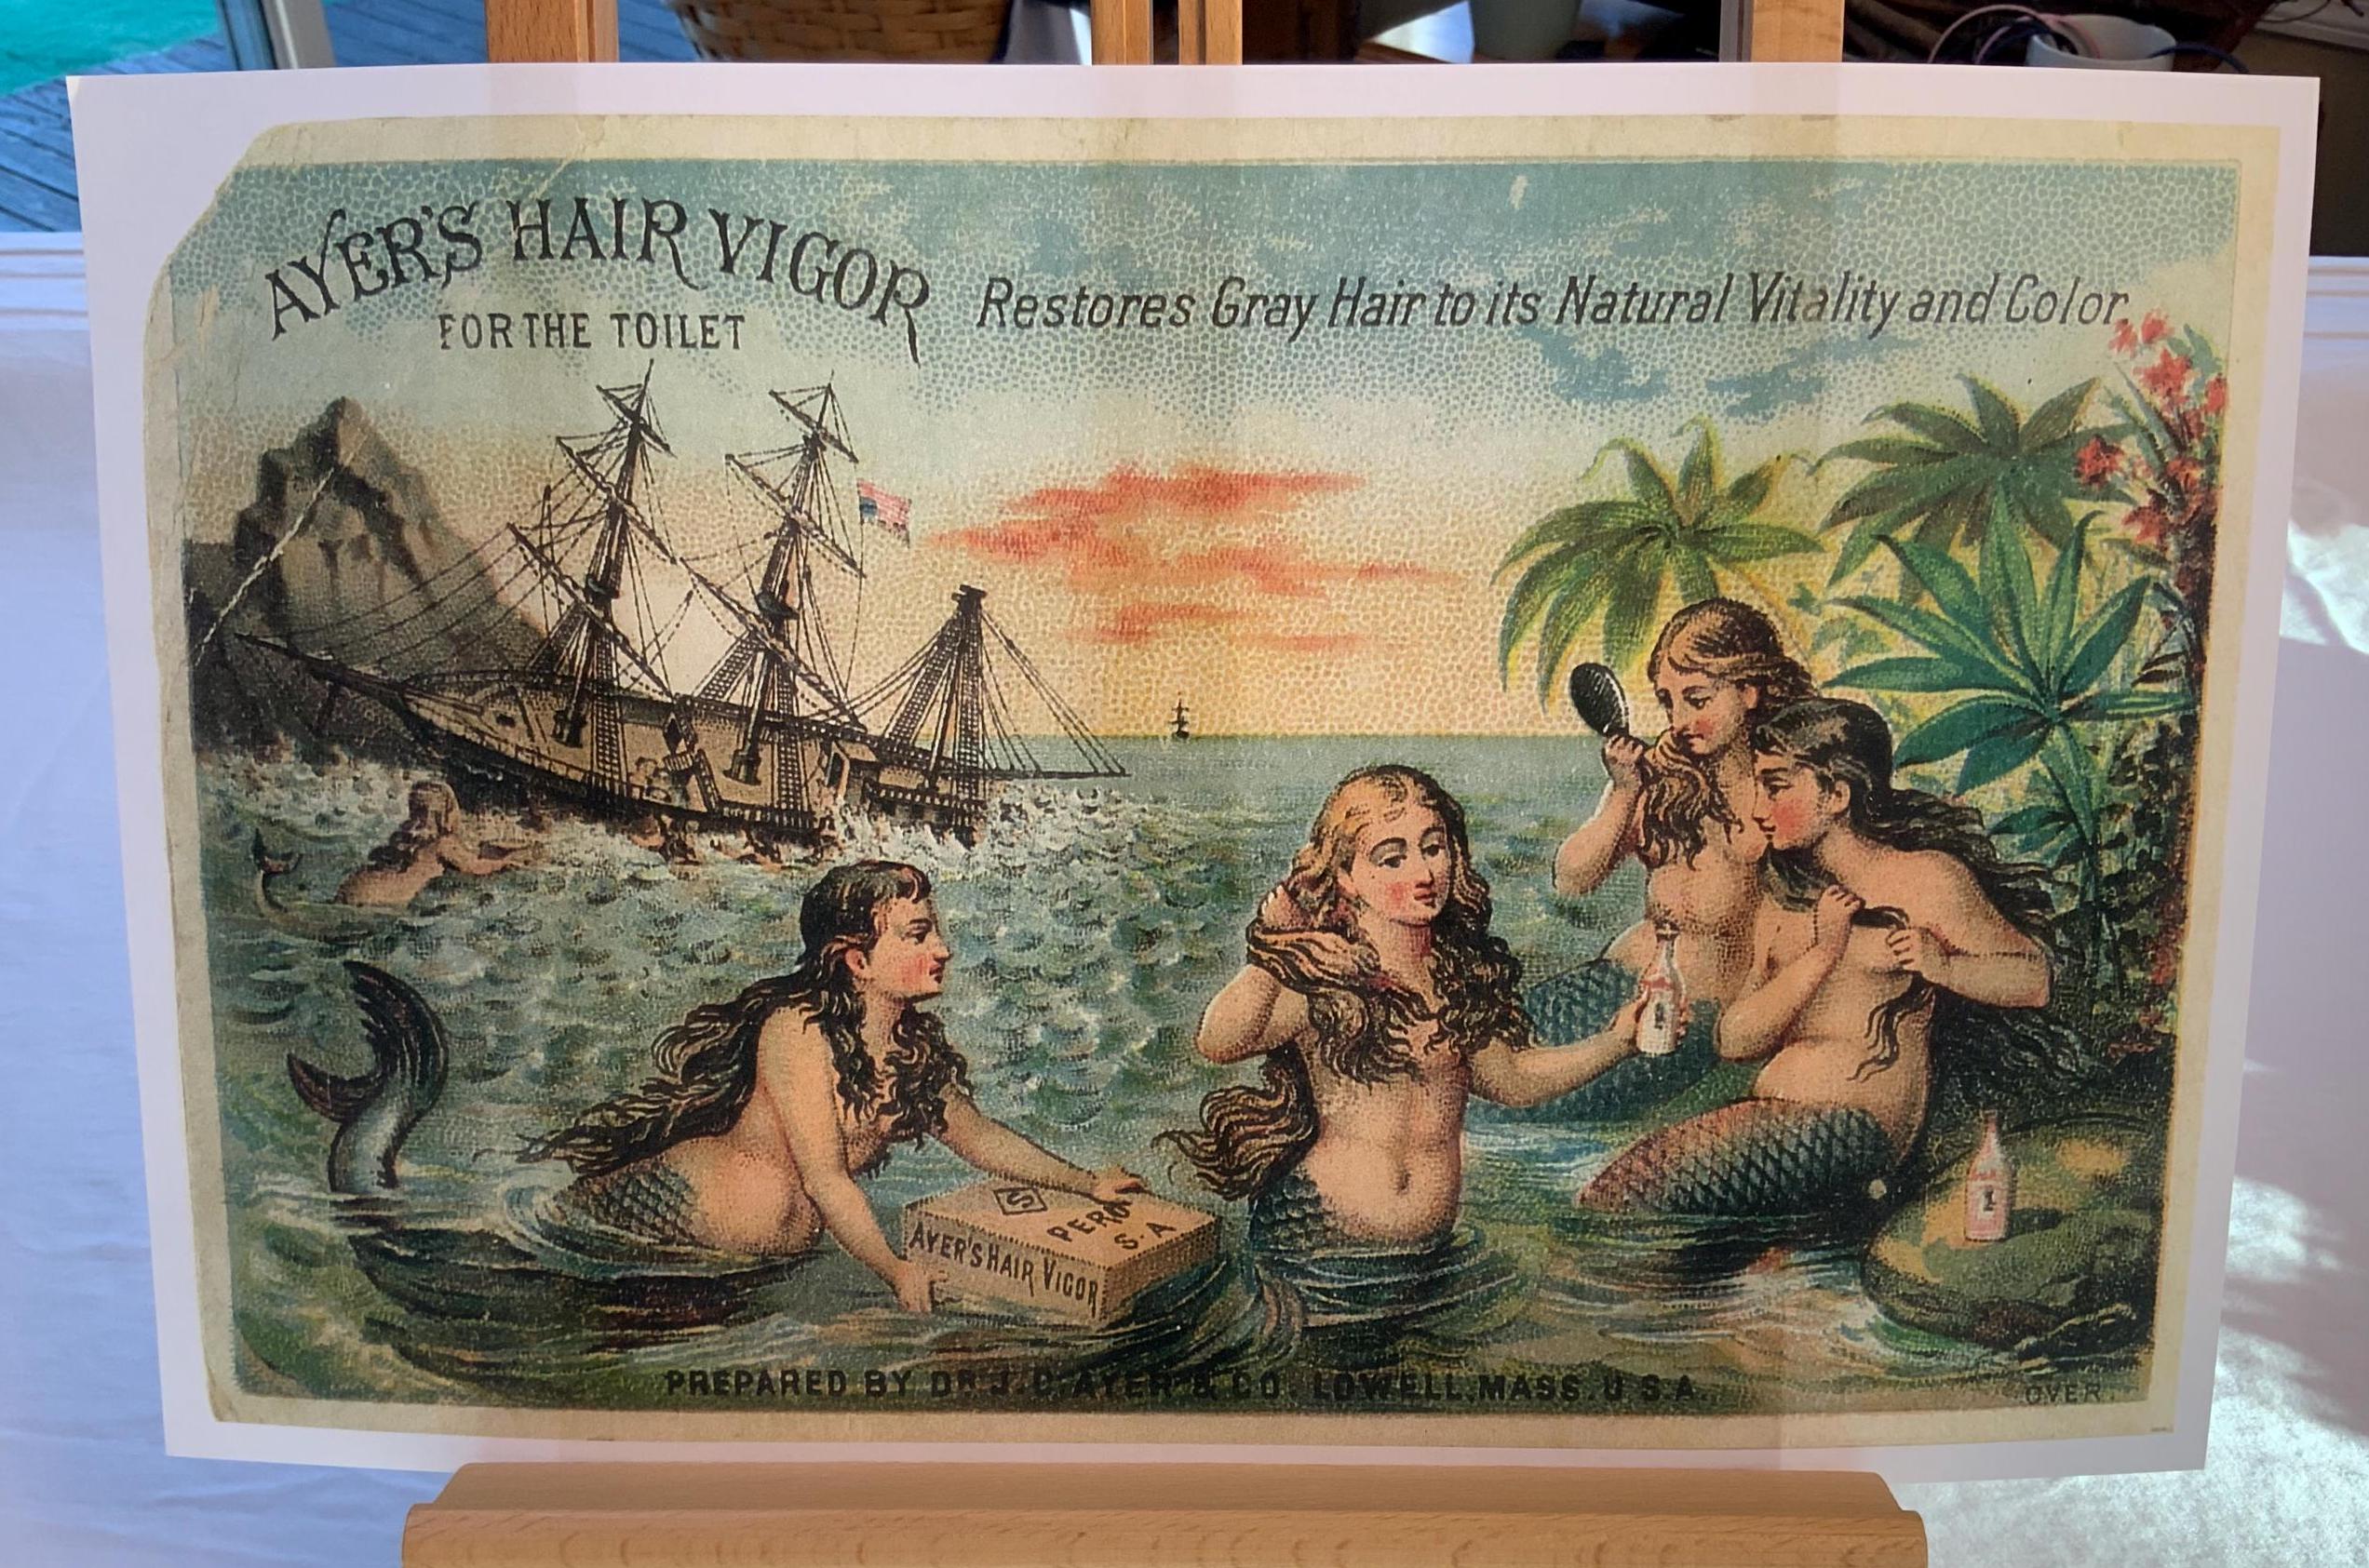 AYER'S HAIR VIGOR
FOR THE TOILET
Restores Gray Hair to its Natural Vitality and Color.
S
PERU
S.A
AYER'S HAIR VIGOR
PREPARED BY DR. J. C. AYER & CO. LOWELL, MASS. U.S.A.
OVER.